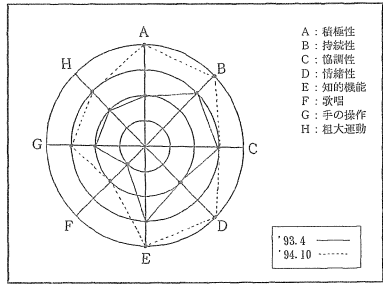 A
B
C
D
E
F
G
H
A : 積極性
B : 持続性
C : 協調性
D : 情緒性
E : 知的機能
F : 歌唱
G : 手の操作
H : 粗大運動
'93.4
'94.10